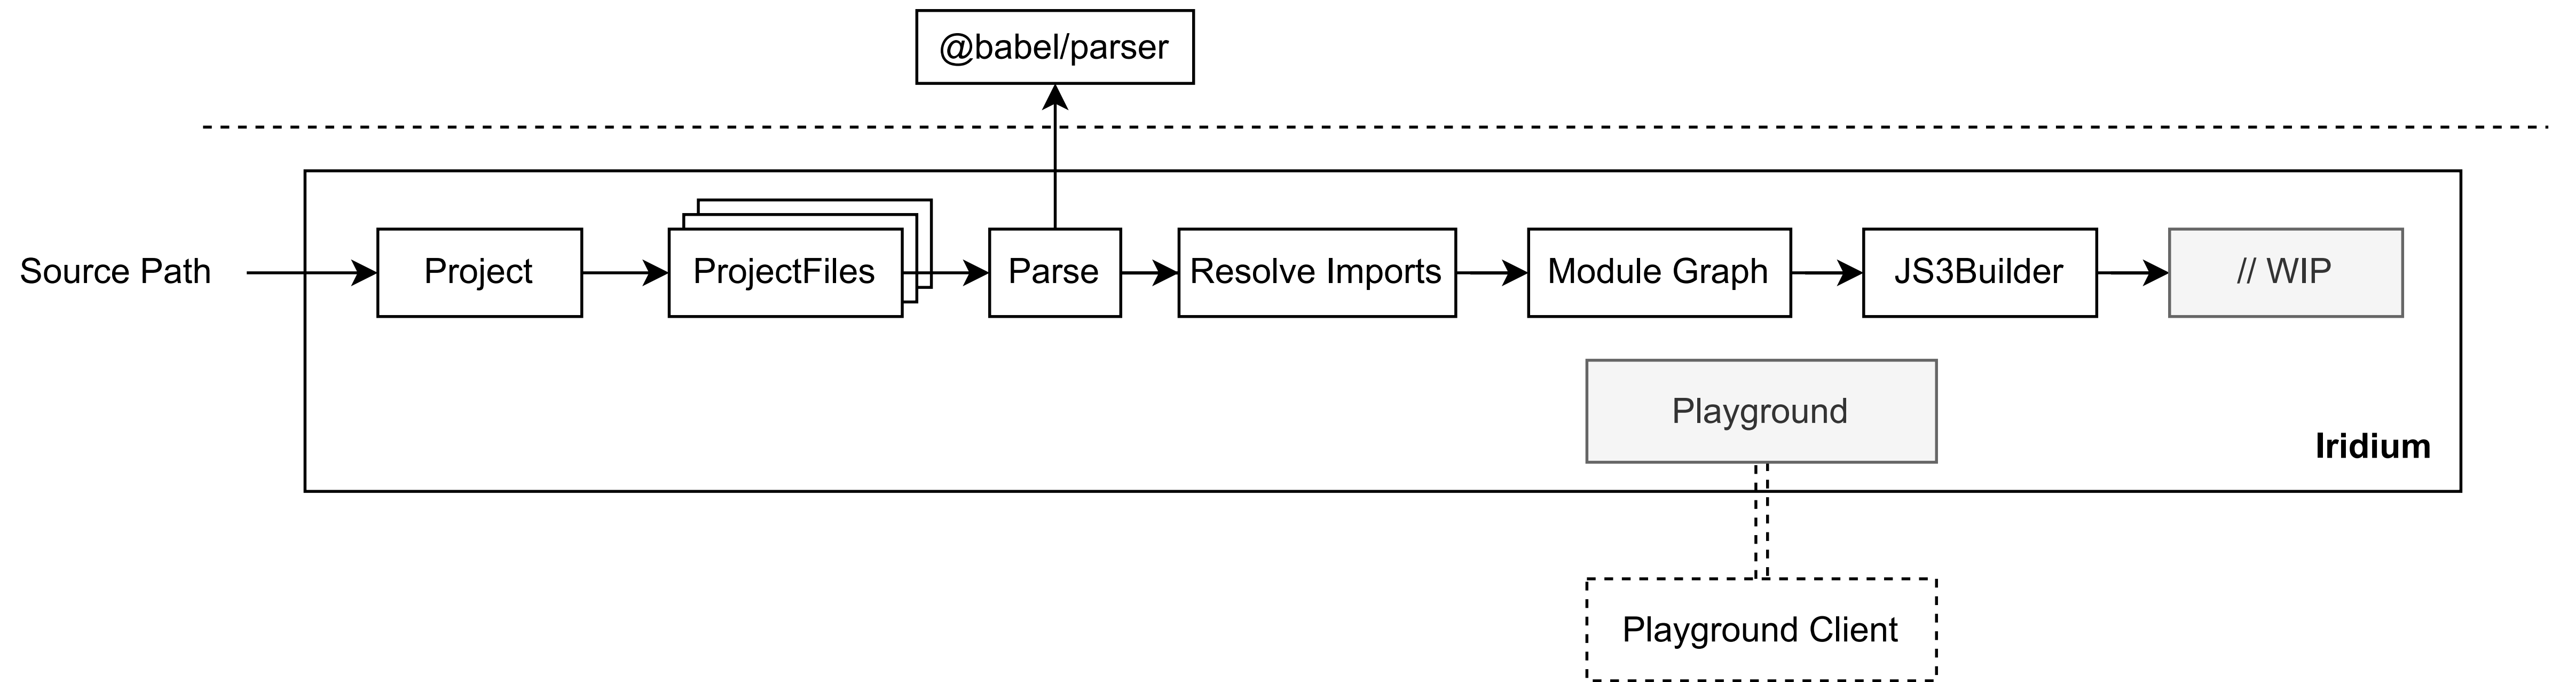 @babel/parser
Source Path
Project
ProjectFiles
Parse
Resolve Imports
Module Graph
JS3Builder
// WIP
Playground
Iridium
Playground Client